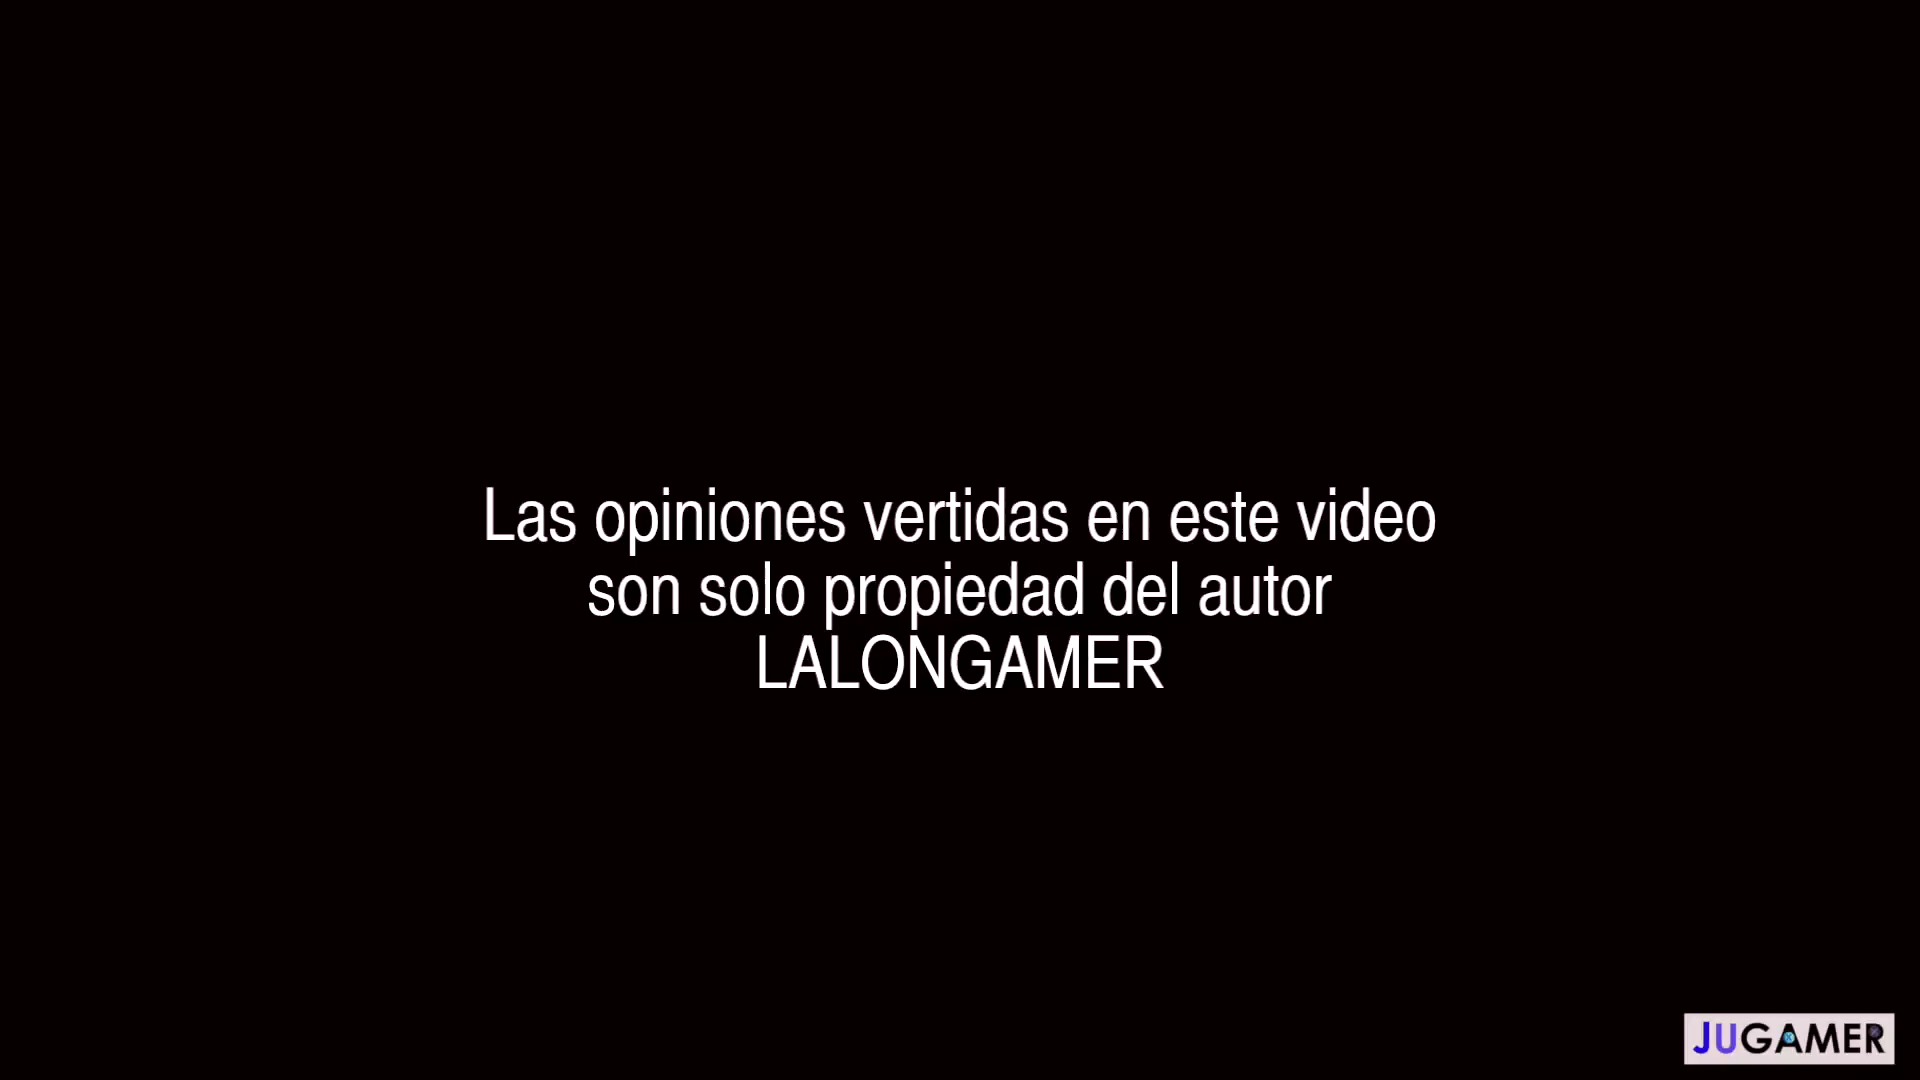 Las opiniones vertidas en este video
son solo propiedad del autor
LALONGAMER
JUGAMER